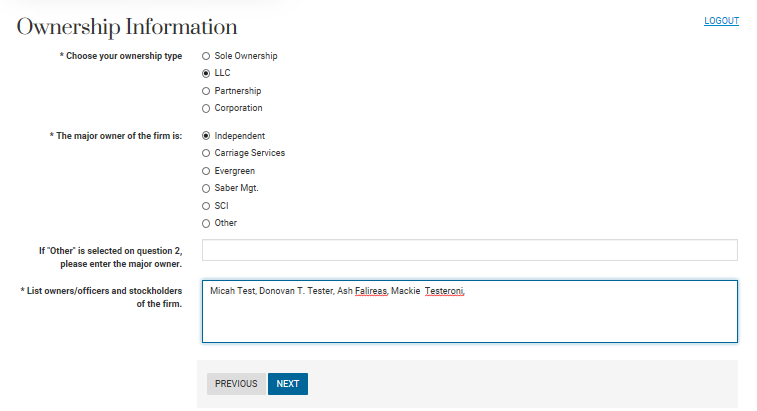 Ownership Information
LOGOUT
* Choose your ownership type
Sole Ownership
LLC
Partnership
Corporation
* The major owner of the firm is:
Independent
Carriage Services
Evergreen
Saber Mgt.
SCI
Other
If "Other" is selected on question 2,
please enter the major owner.
* List owners/officers and stockholders
of the firm.
Micah Test, Donovan T. Tester, Ash Falireas, Mackie  Testeroni,
PREVIOUS
NEXT